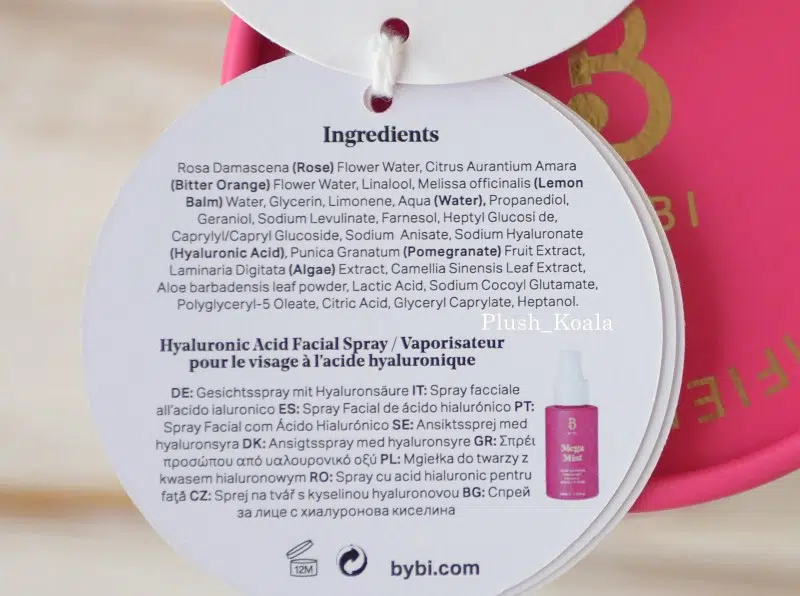 Ingredients
Rosa Damascena (Rose) Flower Water, Citrus Aurantium Amara
(Bitter Orange) Flower Water, Linalool, Melissa officinalis (Lemon
Balm) Water, Glycerin, Limonene, Aqua (Water), Propanediol,
Geraniol, Sodium Levulinate, Farnesol, Heptyl Glucosi de,
Caprylyl/Capryl Glucoside, Sodium Anisate, Sodium Hyaluronate
(Hyaluronic Acid), Punica Granatum (Pomegranate) Fruit Extract,
Laminaria Digitata (Algae) Extract, Camellia Sinensis Leaf Extract,
Aloe barbadensis leaf powder, Lactic Acid, Sodium Cocoyl Glutamate,
Polyglyceryl-5 Oleate, Citric Acid, Glyceryl Caprylate, Heptanol.
Plush_Koala
Hyaluronic Acid Facial Spray / Vaporisateur
pour le visage à l'acide hyaluronique
DE: Gesichtsspray mit Hyaluronsäure IT: Spray facciale
all'acido ialuronico ES: Spray Facial de ácido hialurónico PT:
Spray Facial com Ácido Hialurónico SE: Ansiktssprej med
hyaluronsyra DK: Ansigtsspray med hyaluronsyre GR: Σπρέι
προσώπου από υαλουρονικό οξύ PL: Mgiełka do twarzy z
kwasem hialuronowym RO: Spray cu acid hialuronic pentru
față CZ: Sprej na tvář s kyselinou hyaluronovou BG: Спрей
за лице с хиалуронова киселина
Mega
Mist
12M
bybi.com